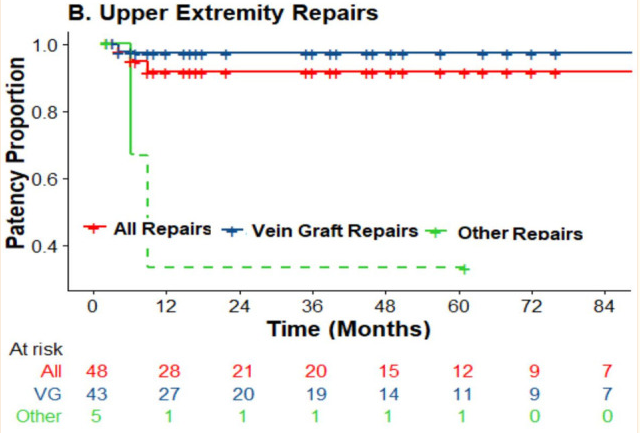 B. Upper Extremity Repairs
Patency Proportion
1.0
0.8
0.6
0.4
All Repairs Vein Graft Repairs Other Repairs
0 12 24 36 48 60 72 84
Time (Months)
At risk
All 48 28 21 20 15 12 9 7
VG 43 27 20 19 14 11 9 7
Other 5 1 1 1 1 1 0 0